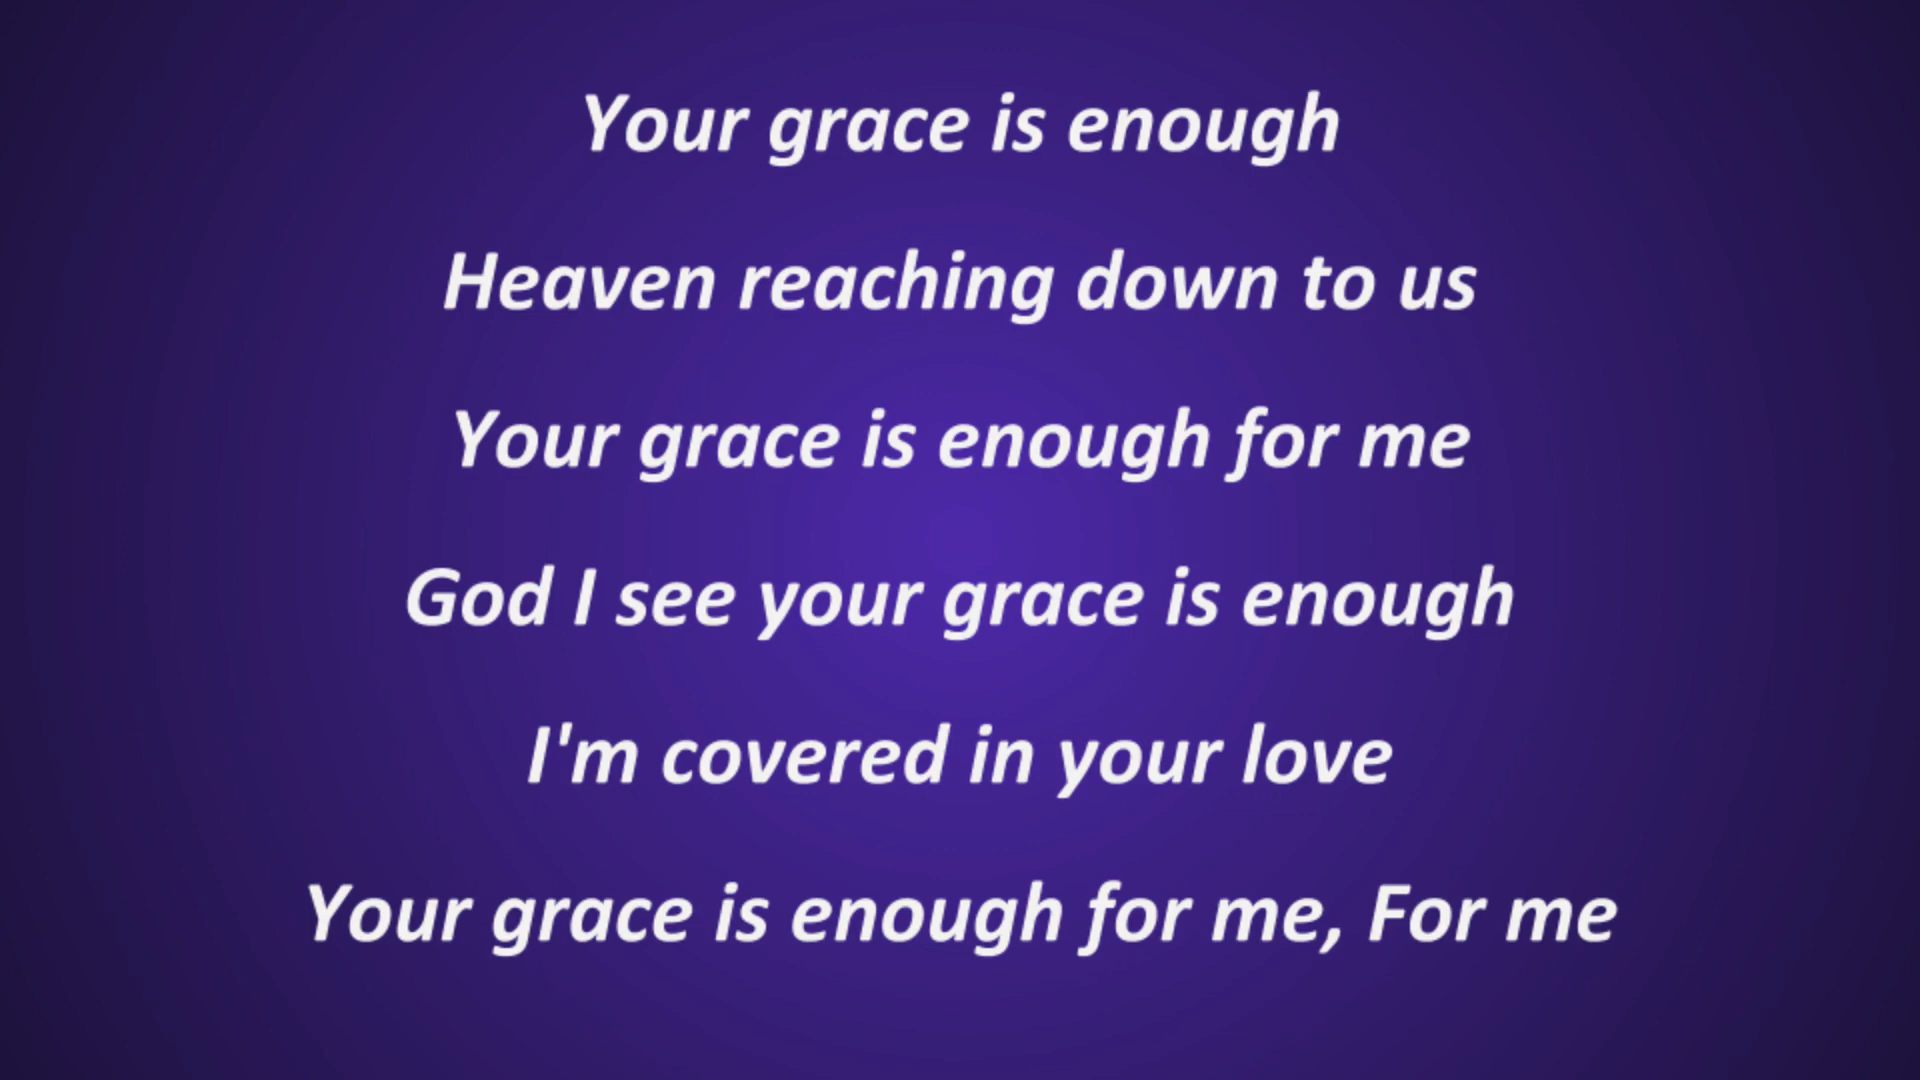 Your grace is enough
Heaven reaching down to us
Your grace is enough for me
God I see your grace is enough
I'm covered in your love
Your grace is enough for me, For me